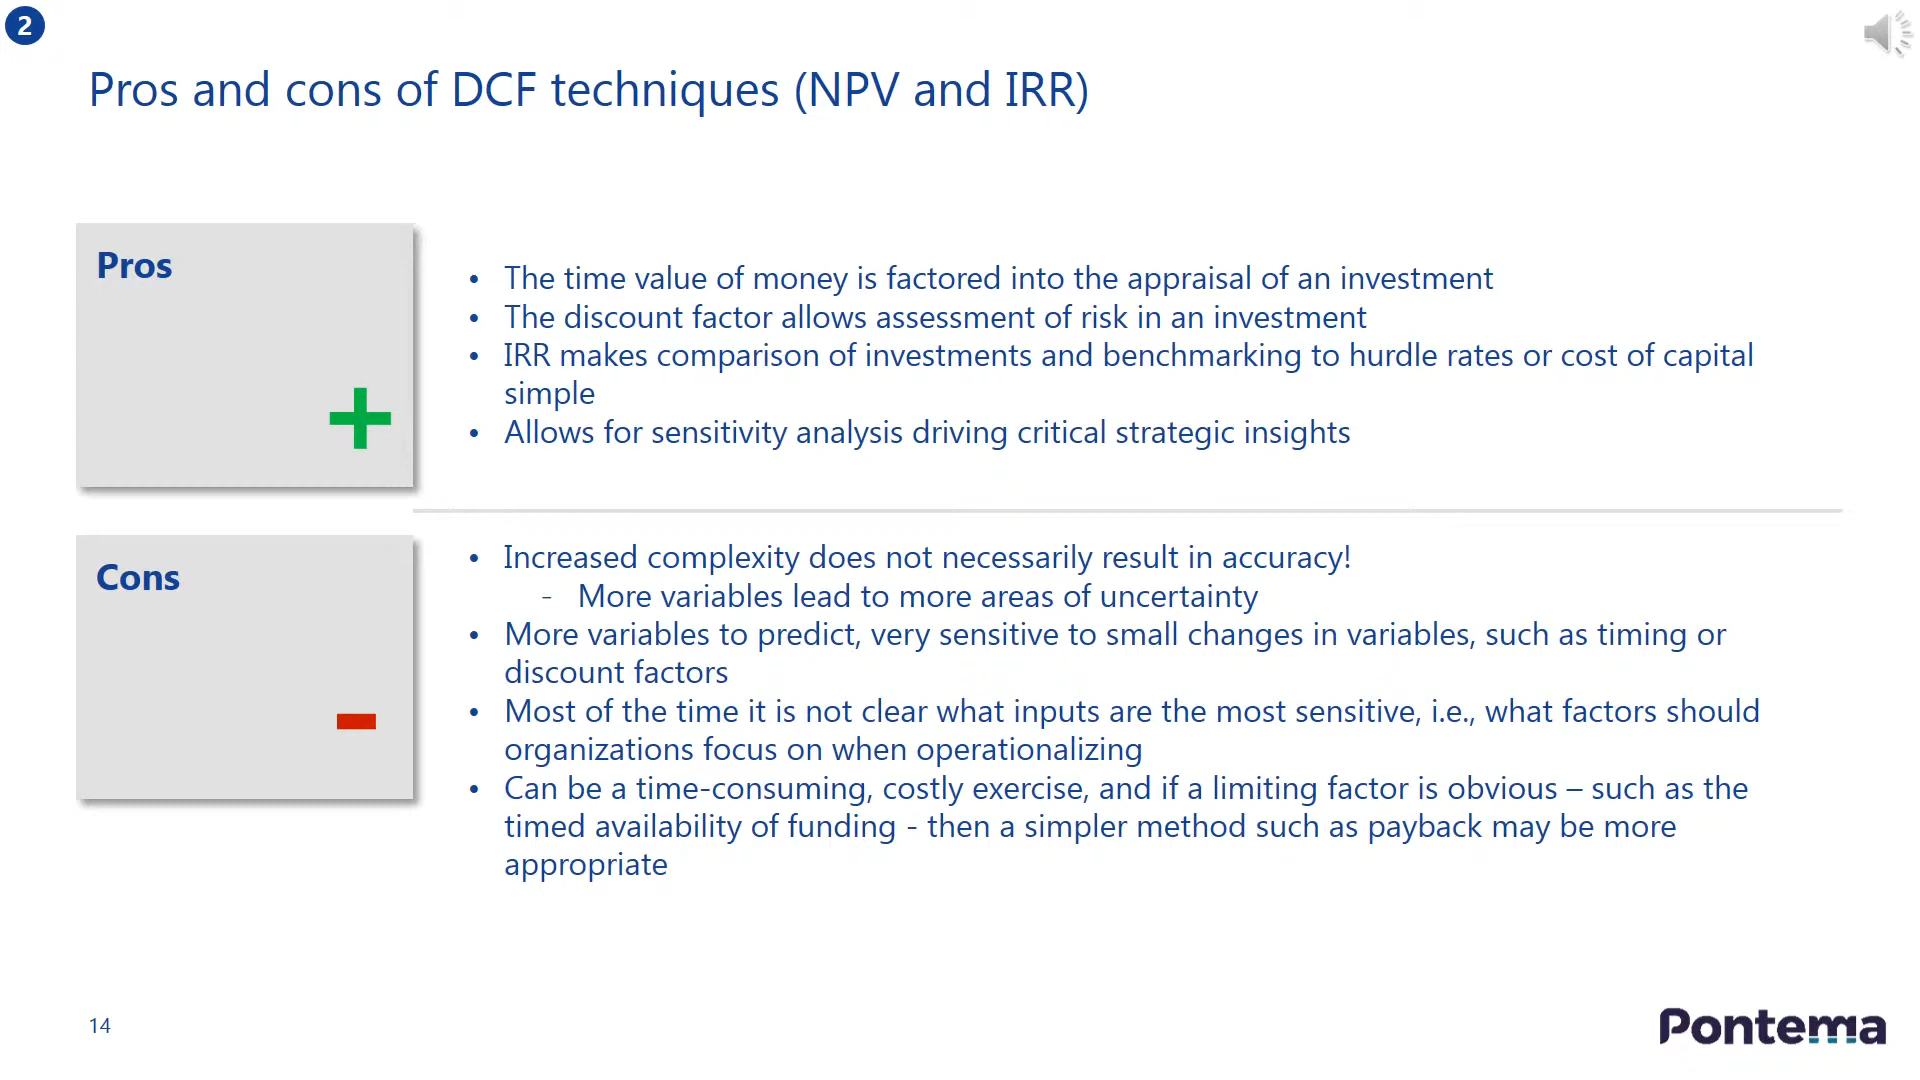 2
Pros and cons of DCF techniques (NPV and IRR)
Pros
• The time value of money is factored into the appraisal of an investment
• The discount factor allows assessment of risk in an investment
• IRR makes comparison of investments and benchmarking to hurdle rates or cost of capital
simple
• Allows for sensitivity analysis driving critical strategic insights
Cons
• Increased complexity does not necessarily result in accuracy!
- More variables lead to more areas of uncertainty
• More variables to predict, very sensitive to small changes in variables, such as timing or
discount factors
• Most of the time it is not clear what inputs are the most sensitive, i.e., what factors should
organizations focus on when operationalizing
• Can be a time-consuming, costly exercise, and if a limiting factor is obvious – such as the
timed availability of funding - then a simpler method such as payback may be more
appropriate
14
Pontema